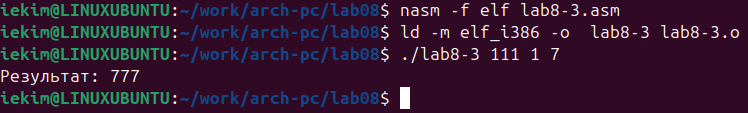 iekim@LINUXUBUNTU:~/work/arch-pc/lab08$ nasm -f elf lab8-3.asm
iekim@LINUXUBUNTU:~/work/arch-pc/lab08$ ld -m elf_i386 -o  lab8-3 lab8-3.o
iekim@LINUXUBUNTU:~/work/arch-pc/lab08$ ./lab8-3 111 1 7
Результат: 777
iekim@LINUXUBUNTU:~/work/arch-pc/lab08$